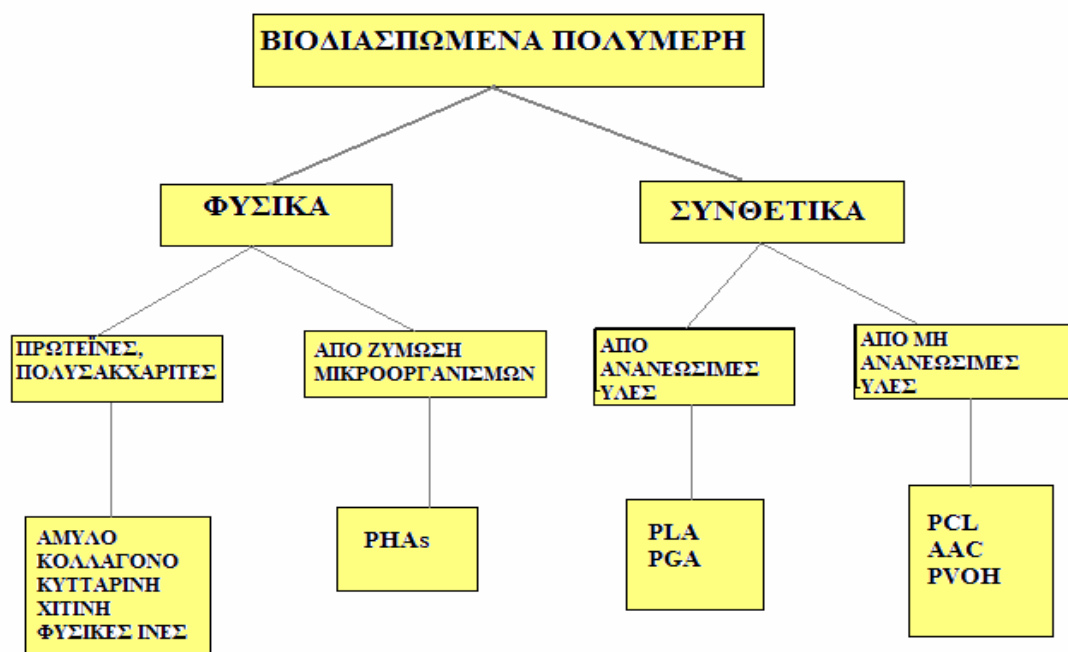 ΒΙΟΔΙΑΣΠΩΜΕΝΑ ΠΟΛΥΜΕΡΗ
ΦΥΣΙΚΑ
ΣΥΝΘΕΤΙΚΑ
ΠΡΩΤΕΪΝΕΣ,
ΠΟΛΥΣΑΚΧΑΡΙΤΕΣ
ΑΠΟ ΖΥΜΩΣΗ
ΜΙΚΡΟΟΡΓΑΝΙΣΜΩΝ
ΑΠΟ
ΑΝΑΝΕΩΣΙΜΕΣ
ΥΛΕΣ
ΑΠΟ ΜΗ
ΑΝΑΝΕΩΣΙΜΕΣ
ΥΛΕΣ
ΑΜΥΛΟ
ΚΟΛΛΑΓΟΝΟ
ΚΥΤΤΑΡΙΝΗ
ΧΙΤΙΝΗ
ΦΥΣΙΚΕΣ ΙΝΕΣ
PHAs
PLA
PGA
PCL
AAC
PVOH